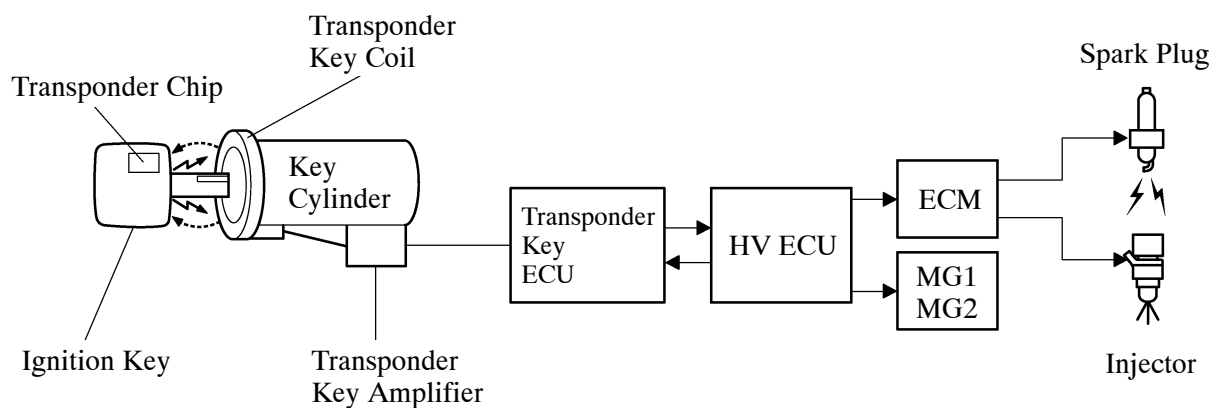 Transponder
Key Coil
Transponder Chip
Key
Cylinder
Ignition Key
Transponder
Key Amplifier
Transponder
Key
ECU
HV ECU
ECM
MG1
MG2
Spark Plug
Injector